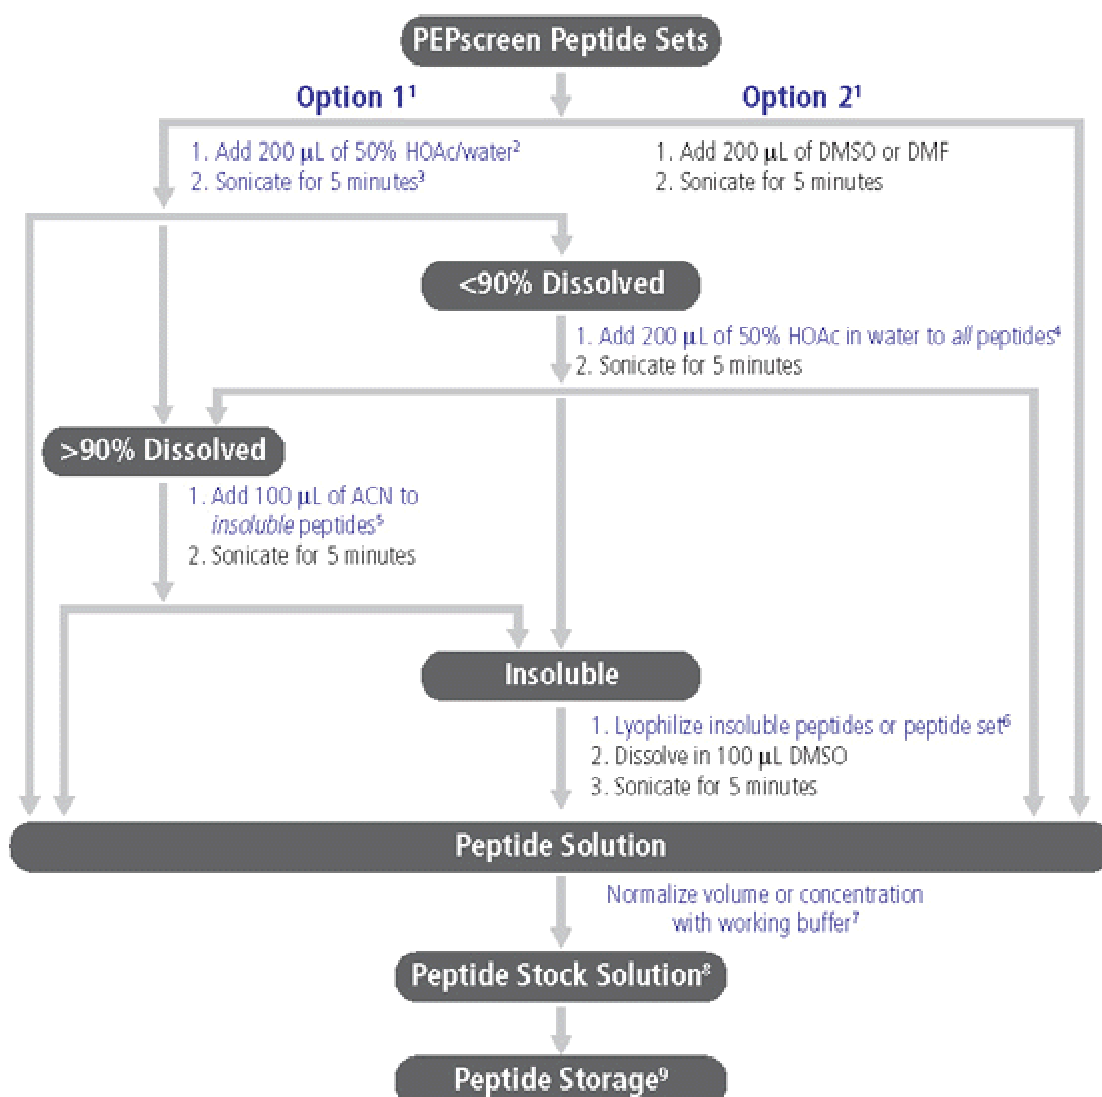 PEPscreen Peptide Sets
Option 1¹
Option 2¹
1. Add 200 μL of 50% HOAc/water²
2. Sonicate for 5 minutes³
1. Add 200 μL of DMSO or DMF
2. Sonicate for 5 minutes
<90% Dissolved
1. Add 200 μL of 50% HOAc in water to all peptides⁴
2. Sonicate for 5 minutes
>90% Dissolved
1. Add 100 μL of ACN to
insoluble peptides⁵
2. Sonicate for 5 minutes
Insoluble
1. Lyophilize insoluble peptides or peptide set⁶
2. Dissolve in 100 μL DMSO
3. Sonicate for 5 minutes
Peptide Solution
Normalize volume or concentration
with working buffer⁷
Peptide Stock Solution⁸
Peptide Storage⁹